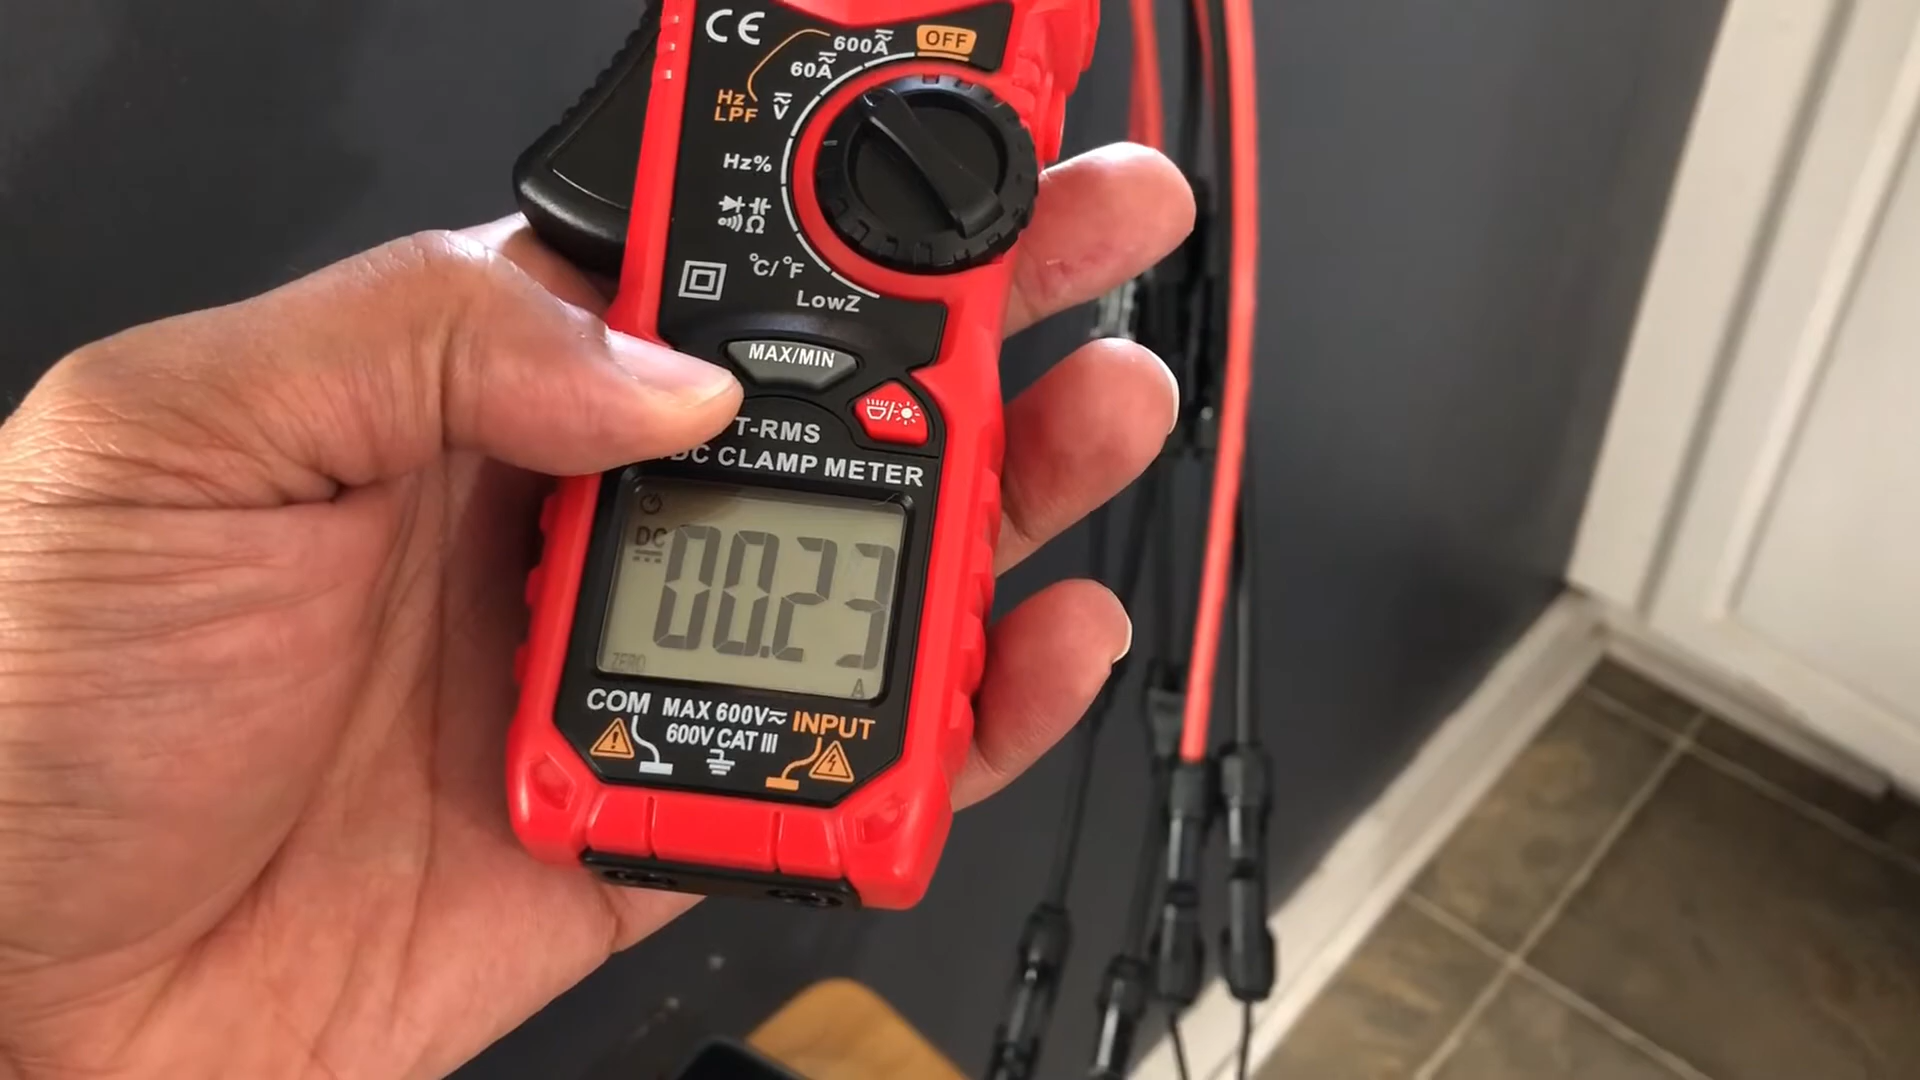 CE
OFF
600A
60A
Hz
LPF
V
Hz%
Ω
°C/°F
LowZ
MAX/MIN
T-RMS
DC CLAMP METER
DC
00.23
ZERO
A
COM
MAX 600V
INPUT
600V CAT III